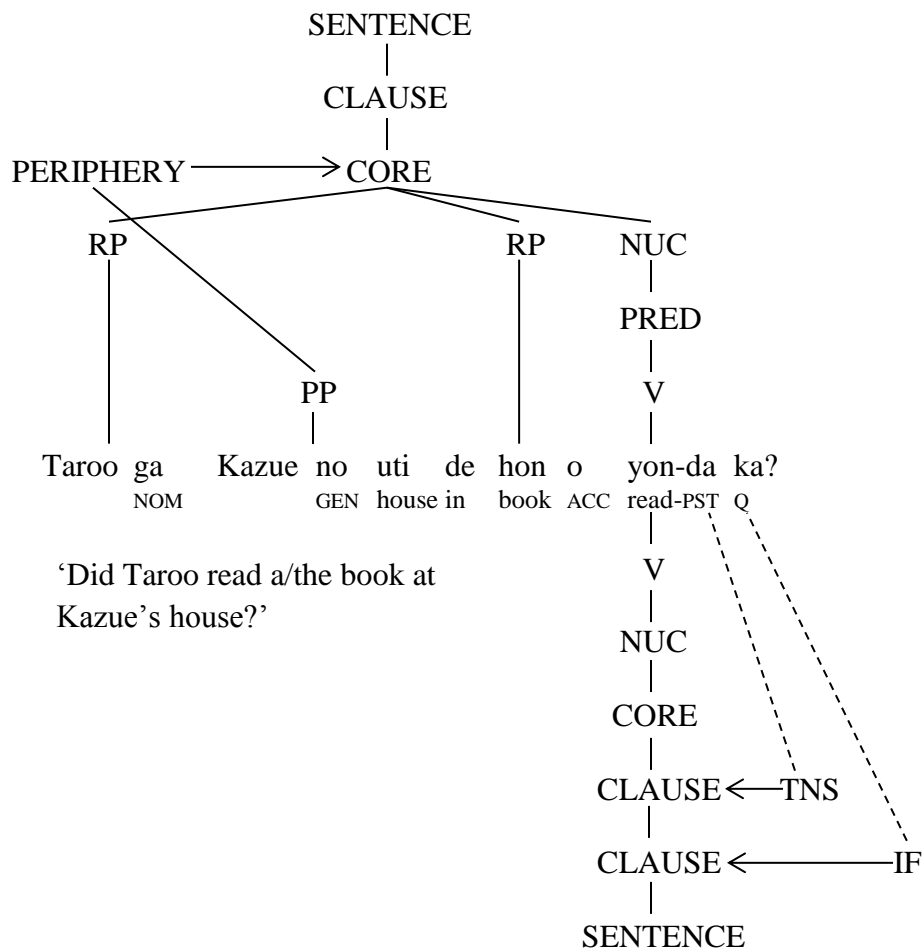 SENTENCE
CLAUSE
PERIPHERY CORE
RP RP NUC
PRED
PP V
Taroo ga Kazue no uti de hon o yon-da ka?
NOM GEN house in book ACC read-PST Q
‘Did Taroo read a/the book at
Kazue’s house?’
V
NUC
CORE
CLAUSE TNS
CLAUSE IF
SENTENCE